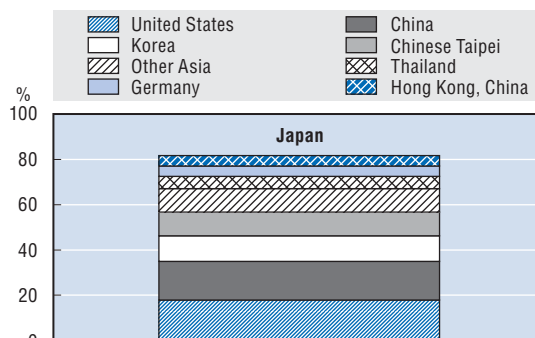 United States
China
Korea
Chinese Taipei
Other Asia
Thailand
Germany
Hong Kong, China
%
100
Japan
80
60
40
20
0